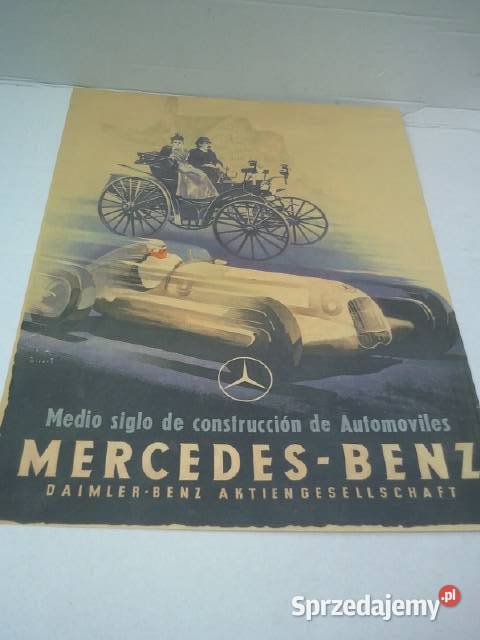 Medio siglo de construcción de Automoviles
MERCEDES-BENZ
DAIMLER-BENZ AKTIENGESELLSCHAFT
Sprzedajemy.pl